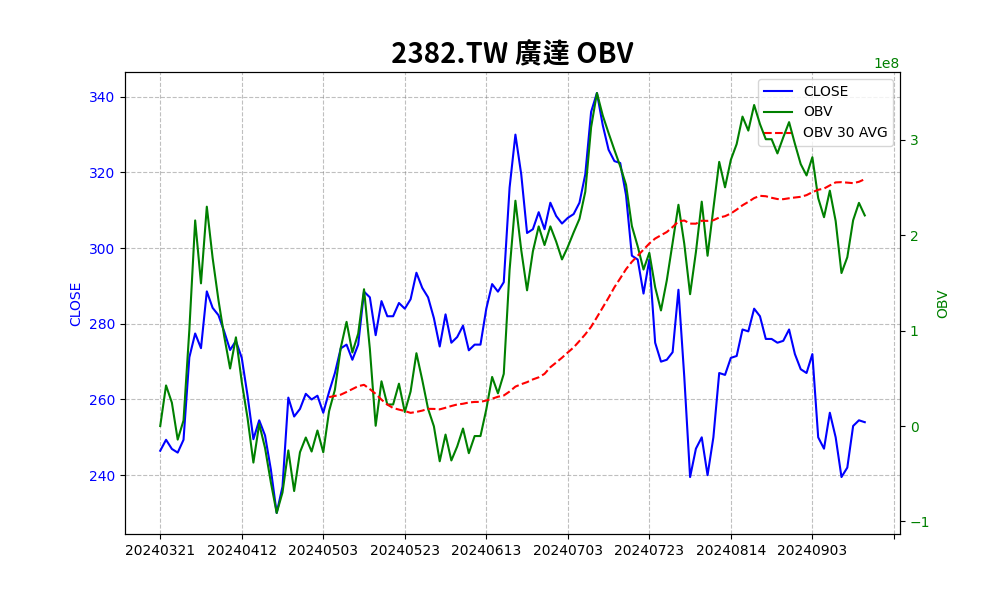 2382.TW 廣達 OBV
1e8
CLOSE
OBV
OBV 30 AVG
340
320
300
280
260
240
CLOSE
3
2
1
0
−1
OBV
20240321 20240412 20240503 20240523 20240613 20240703 20240723 20240814 20240903